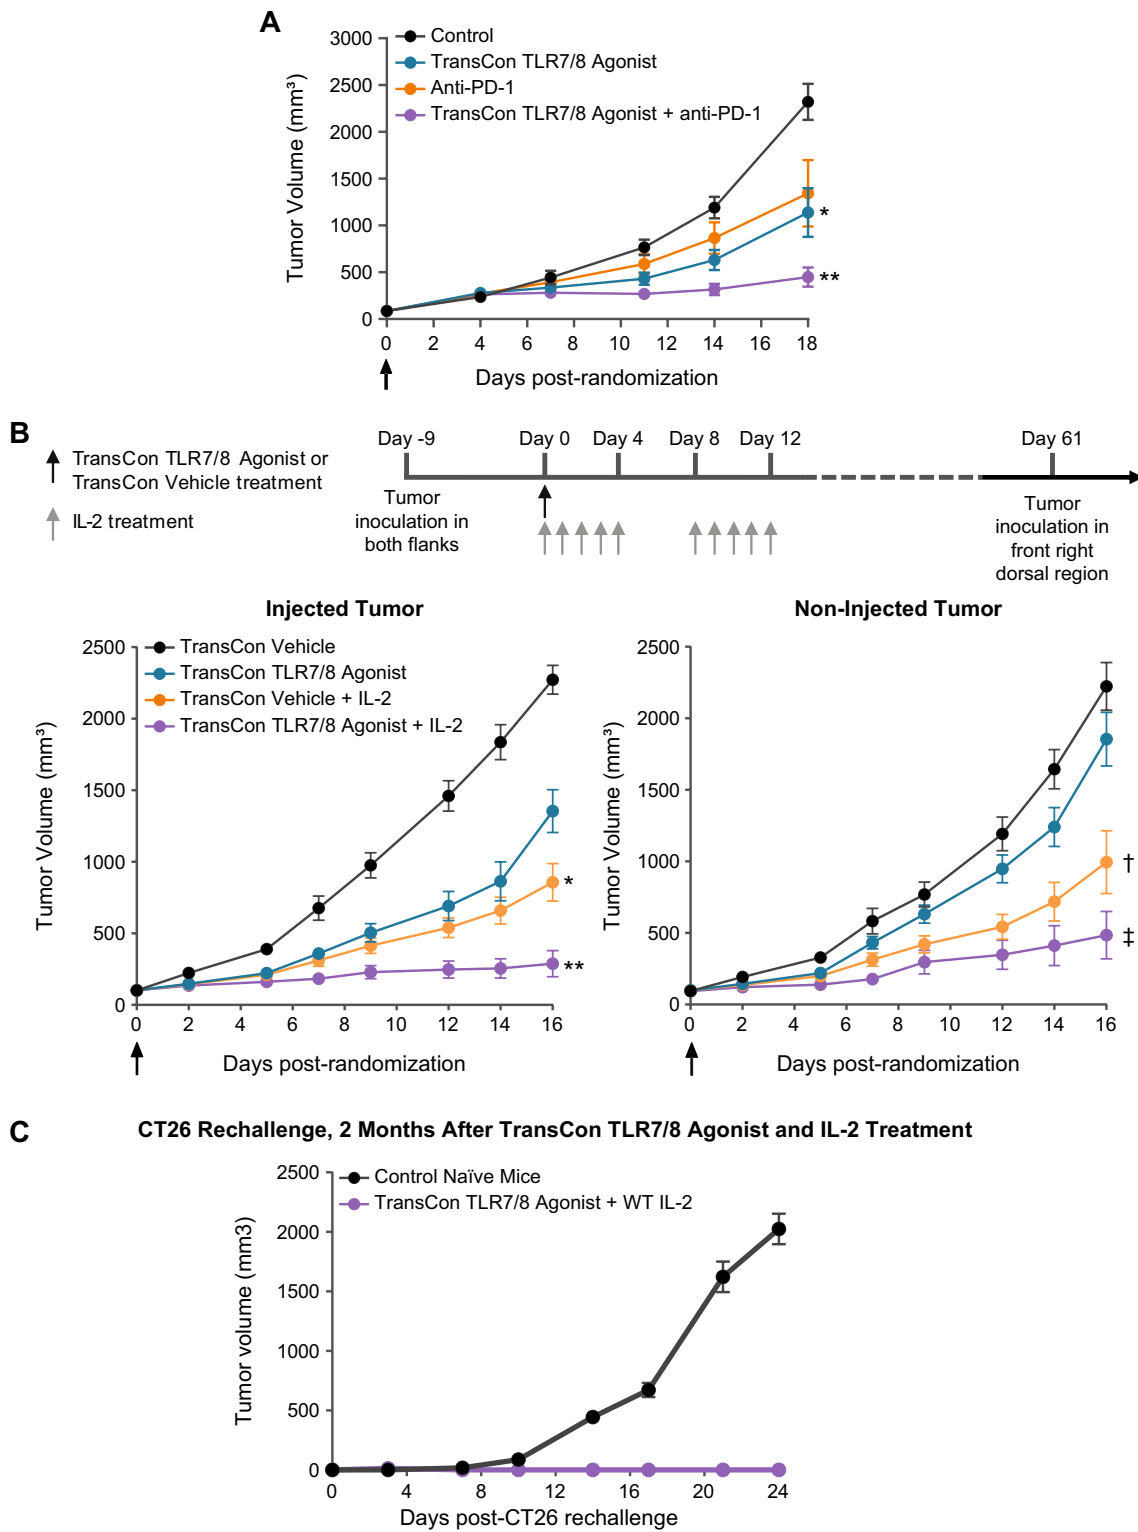 A
Control
TransCon TLR7/8 Agonist
Anti-PD-1
TransCon TLR7/8 Agonist + anti-PD-1
Tumor Volume (mm³)
3000
2500
2000
1500
1000
500
0
*
**
0 2 4 6 8 10 12 14 16 18
Days post-randomization
B
TransCon TLR7/8 Agonist or
TransCon Vehicle treatment
IL-2 treatment
Day -9 Day 0 Day 4 Day 8 Day 12 Day 61
Tumor
inoculation in
both flanks
Tumor
inoculation in
front right
dorsal region
Injected Tumor
TransCon Vehicle
TransCon TLR7/8 Agonist
TransCon Vehicle + IL-2
TransCon TLR7/8 Agonist + IL-2
Tumor Volume (mm³)
2500
2000
1500
1000
500
0
*
**
0 2 4 6 8 10 12 14 16
Days post-randomization
Non-Injected Tumor
Tumor Volume (mm³)
2500
2000
1500
1000
500
0
†
‡
0 2 4 6 8 10 12 14 16
Days post-randomization
C
CT26 Rechallenge, 2 Months After TransCon TLR7/8 Agonist and IL-2 Treatment
Control Naïve Mice
TransCon TLR7/8 Agonist + WT IL-2
Tumor volume (mm3)
2500
2000
1500
1000
500
0
0 4 8 12 16 20 24
Days post-CT26 rechallenge